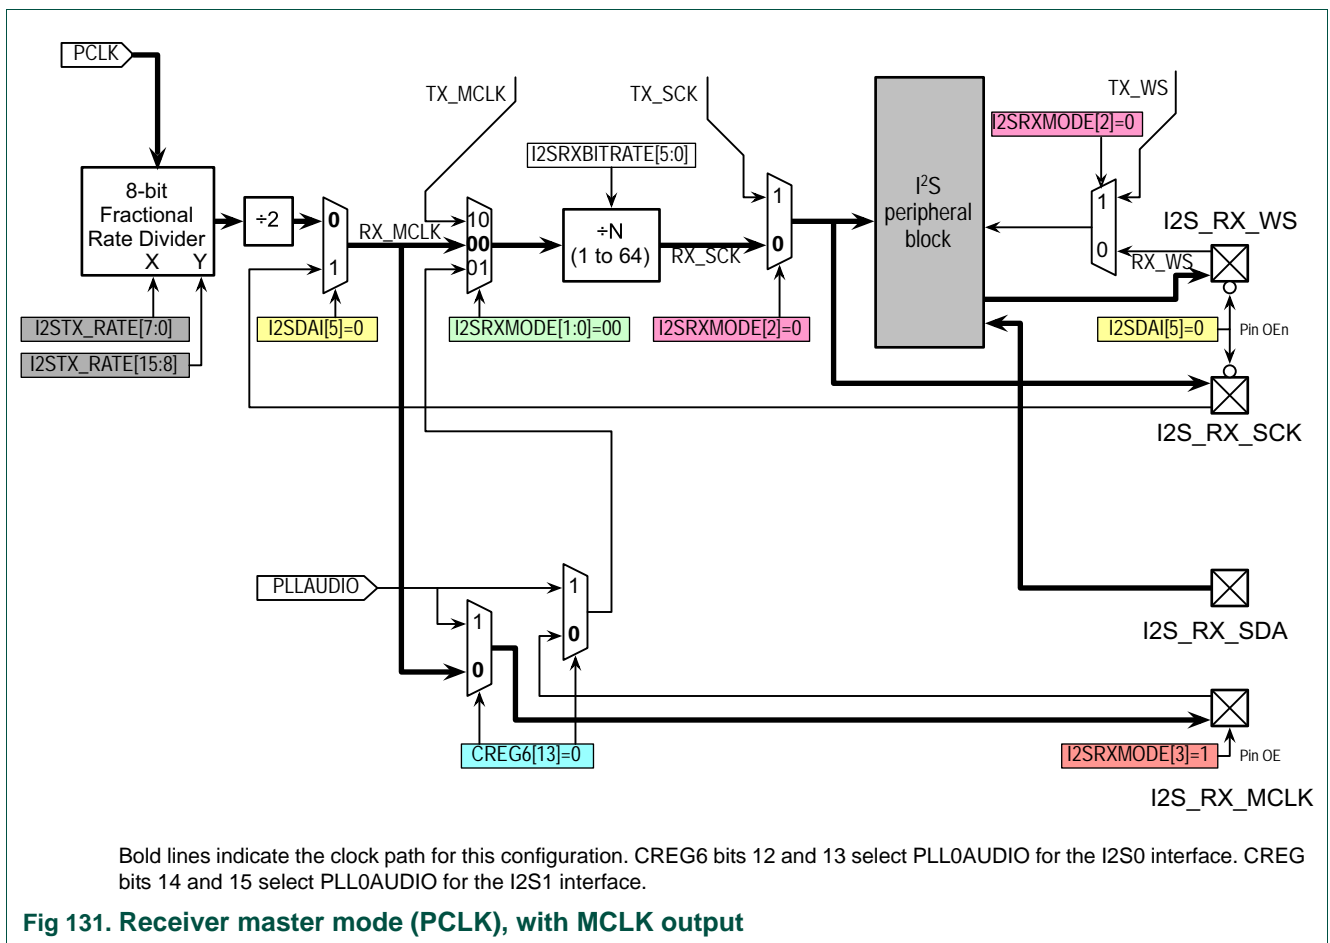 PCLK
TX_MCLK
TX_SCK
TX_WS
I2SRXMODE[2]=0
I2SRXBITRATE[5:0]
8-bit
Fractional
Rate Divider
X Y
÷2
0
1
RX_MCLK
10
00
01
÷N
(1 to 64)
RX_SCK
1
0
I²S
peripheral
block
1
0
RX_WS
I2S_RX_WS
I2STX_RATE[7:0]
I2STX_RATE[15:8]
I2SDAI[5]=0
I2SRXMODE[1:0]=00
I2SRXMODE[2]=0
I2SDAI[5]=0
Pin OEn
I2S_RX_SCK
PLLAUDIO
1
0
1
0
I2S_RX_SDA
CREG6[13]=0
I2SRXMODE[3]=1
Pin OE
I2S_RX_MCLK
Bold lines indicate the clock path for this configuration. CREG6 bits 12 and 13 select PLL0AUDIO for the I2S0 interface. CREG
bits 14 and 15 select PLL0AUDIO for the I2S1 interface.
Fig 131. Receiver master mode (PCLK), with MCLK output